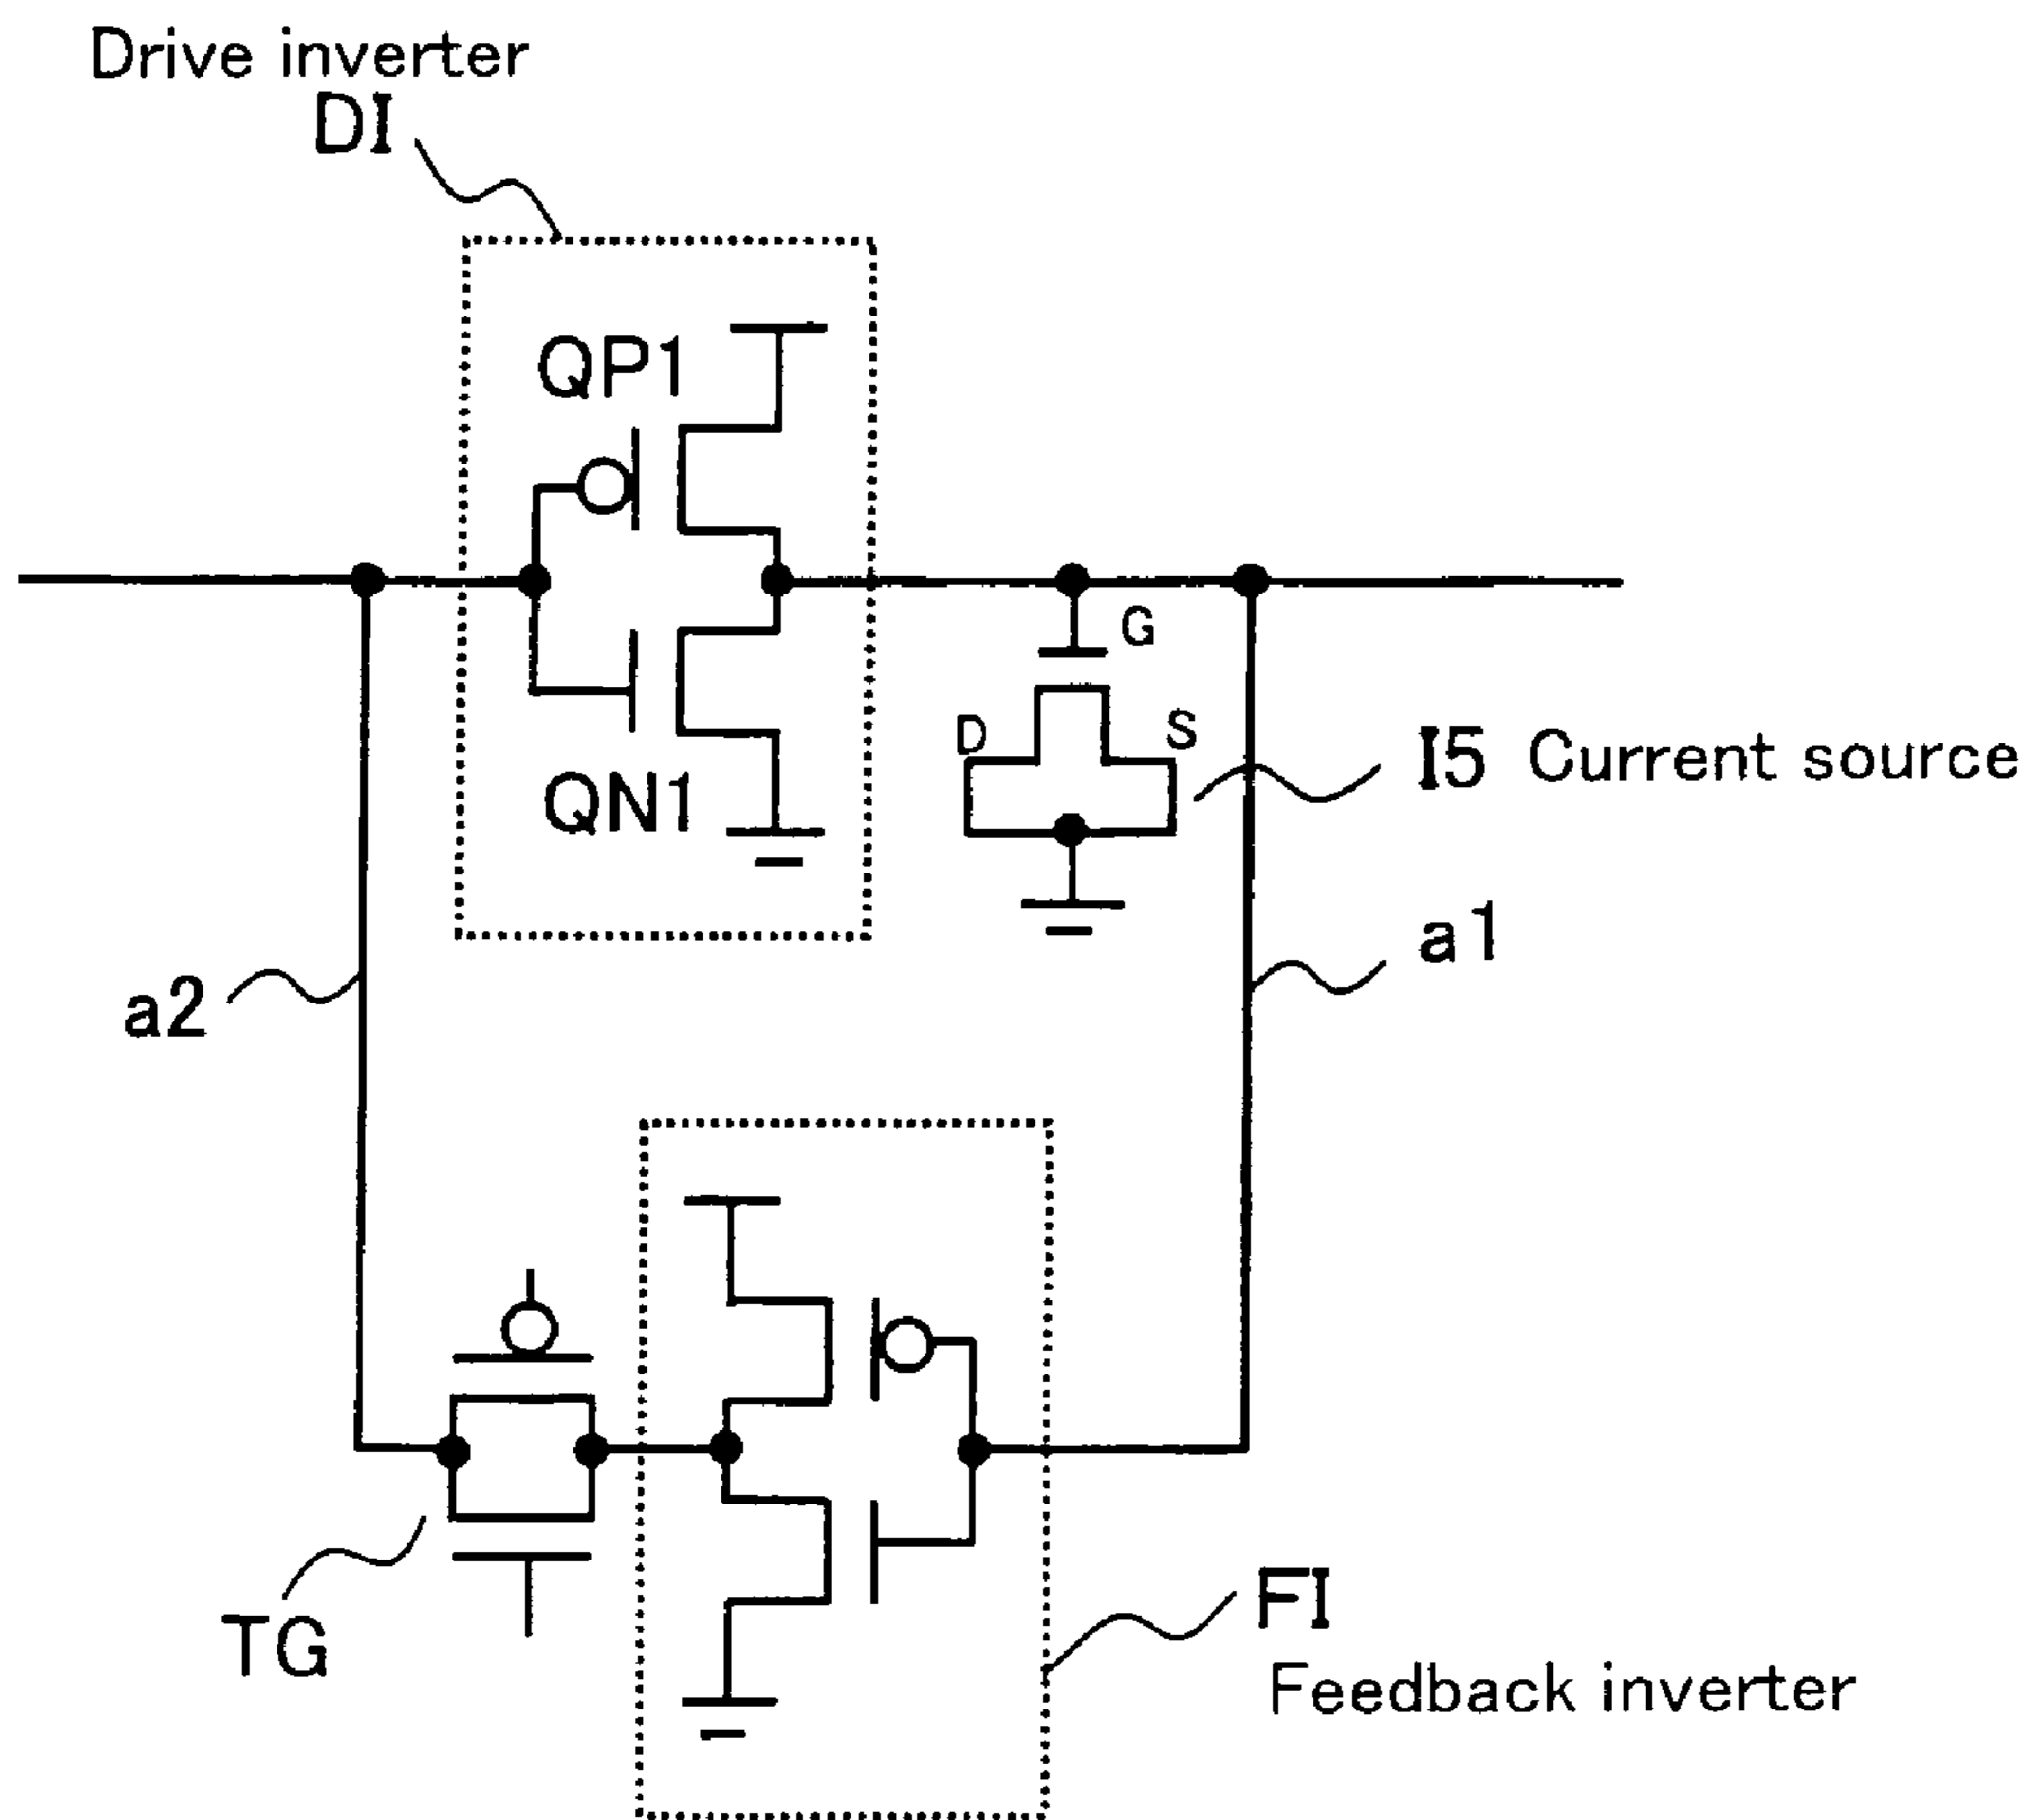 Drive inverter
DI
QP1
G
D
S
I5 Current source
QN1
a1
a2
TG
FI
Feedback inverter